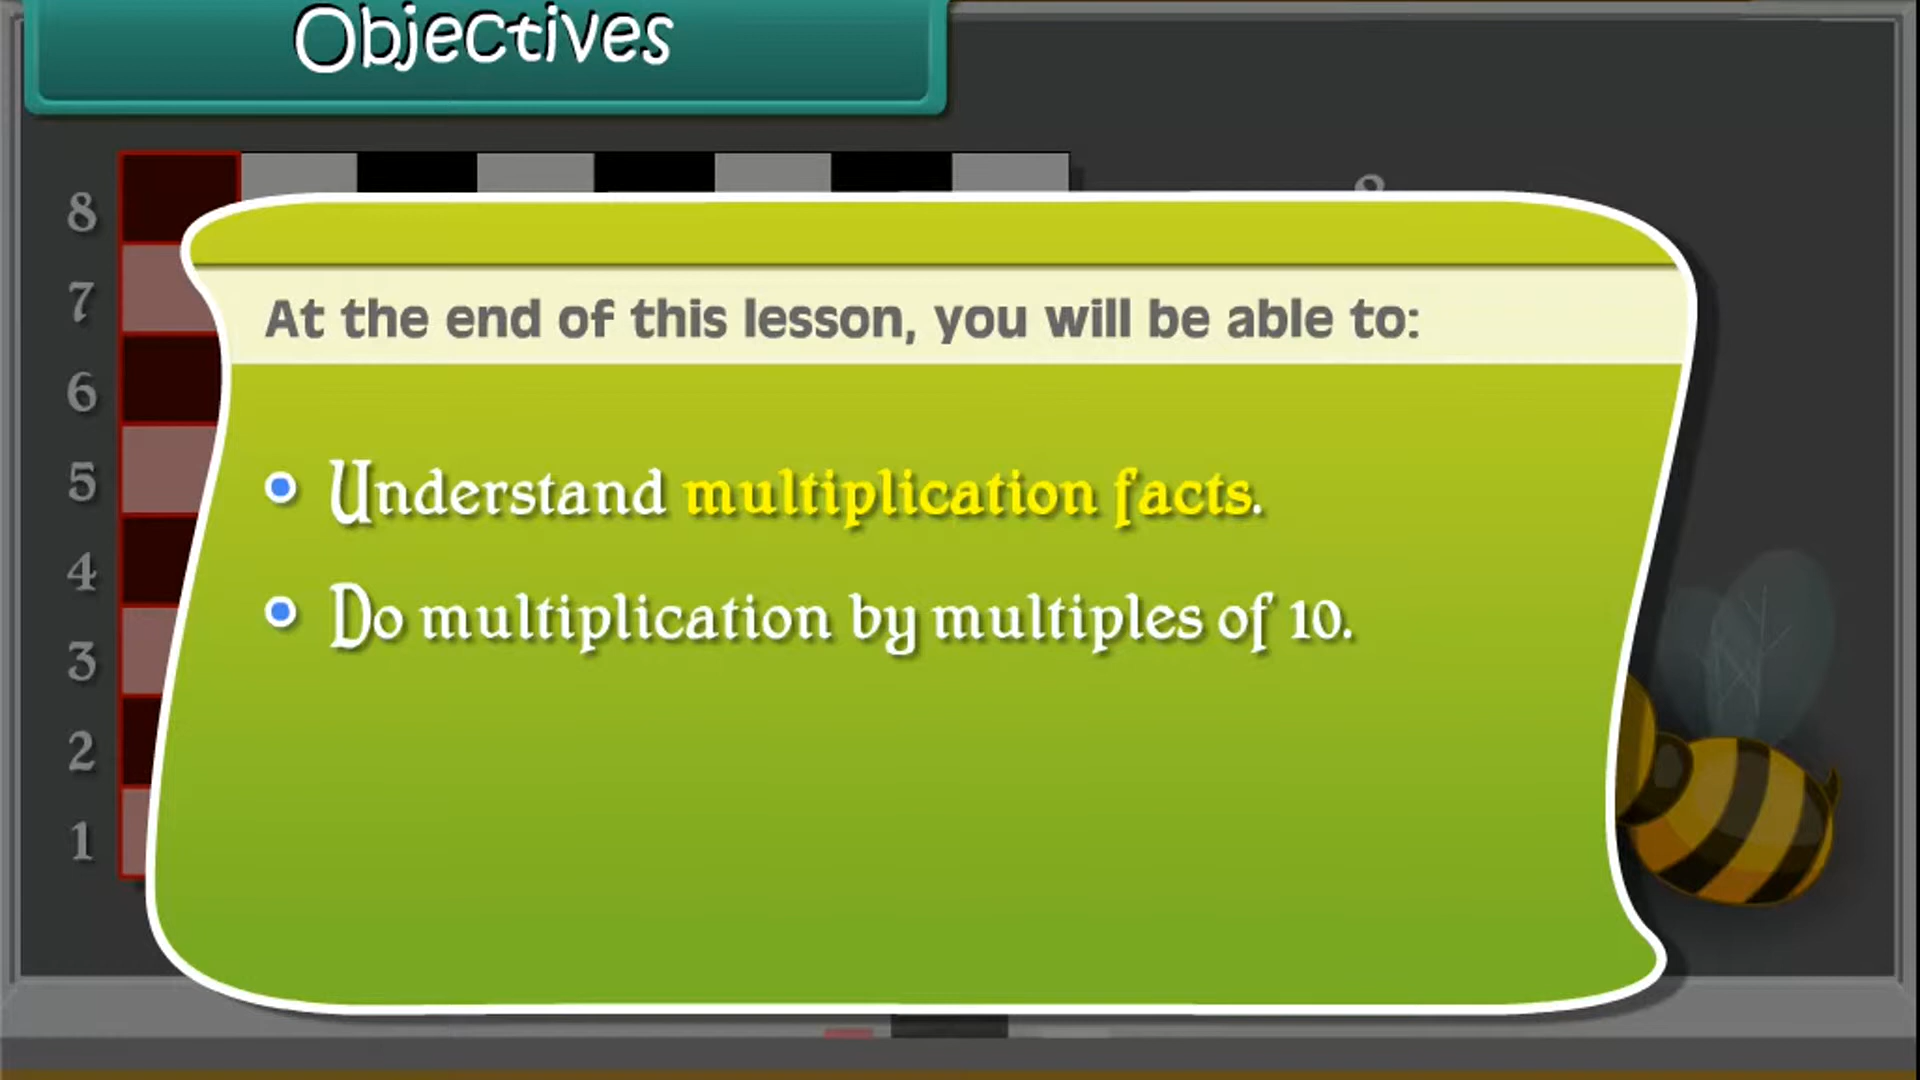 Objectives
8
8
7
At the end of this lesson, you will be able to:
6
5
Understand multiplication facts.
4
Do multiplication by multiples of 10.
3
2
1